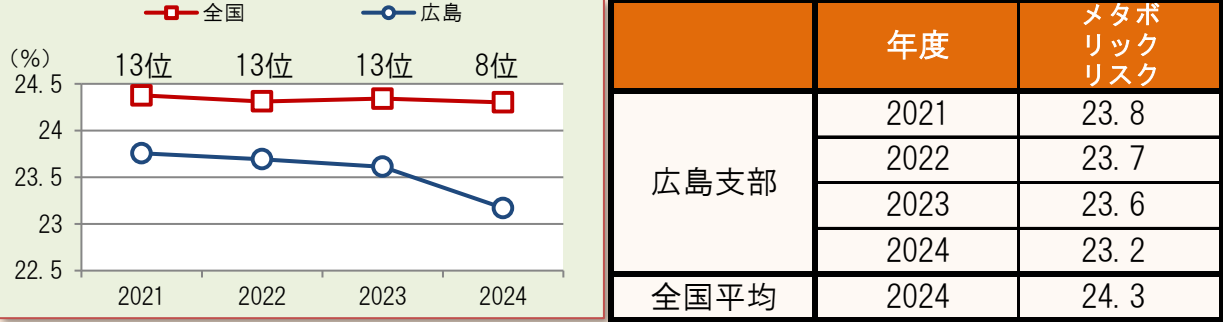 全国 広島
(%)
13位 13位 13位 8位
24.5
24
23.5
23
22.5
2021 2022 2023 2024
年度
メタボ
リック
リスク
広島支部
2021 23.8
2022 23.7
2023 23.6
2024 23.2
全国平均 2024 24.3